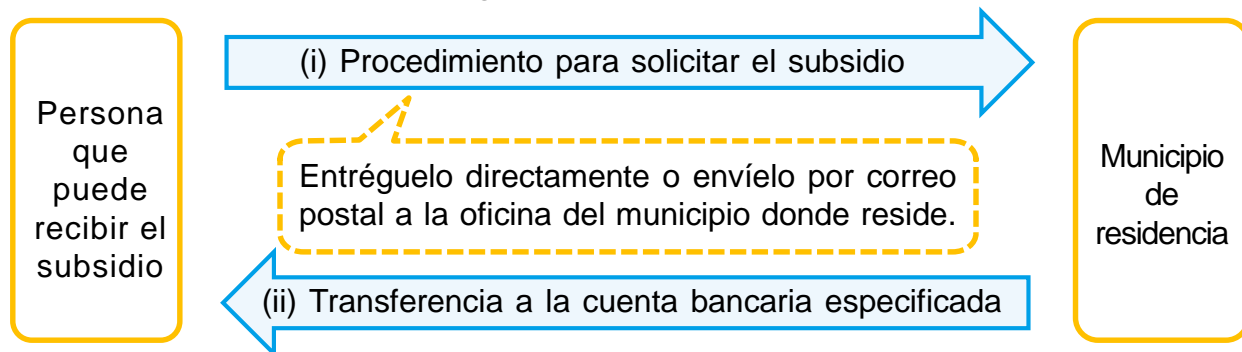 (i) Procedimiento para solicitar el subsidio
Persona
que
puede
recibir el
subsidio
Entréguelo directamente o envíelo por correo
postal a la oficina del municipio donde reside.
Municipio
de
residencia
(ii) Transferencia a la cuenta bancaria especificada